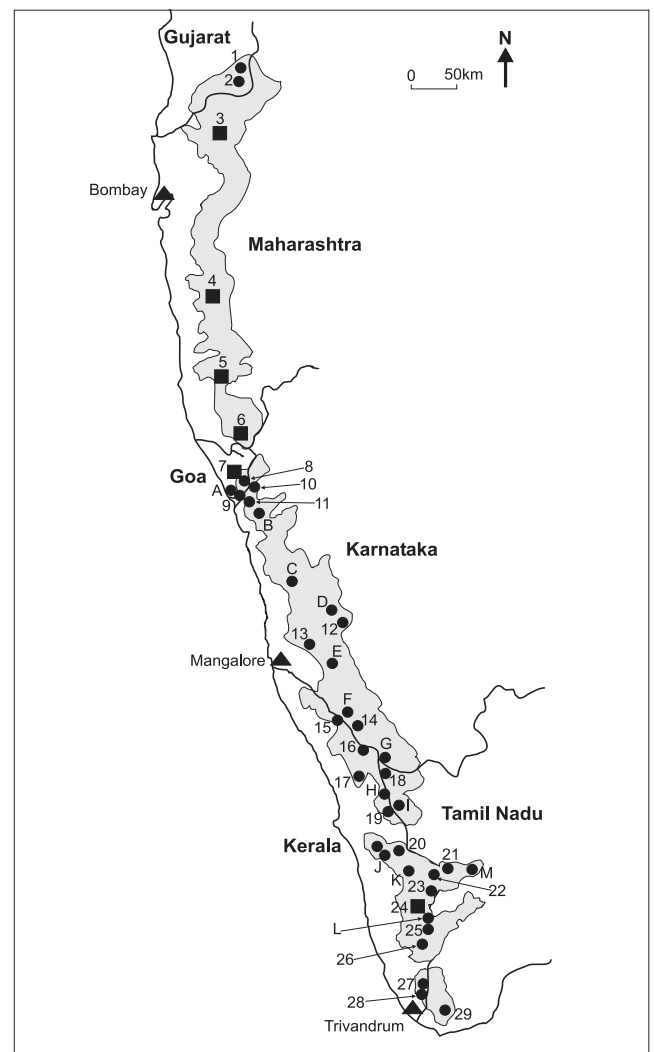 Gujarat
N
1
2
0 50km
3
Bombay
Maharashtra
4
5
6
7
8
Goa
A
10
9
11
B
Karnataka
C
D
12
13
Mangalore
E
F
15
14
16
G
17
18
H
I
19
Tamil Nadu
Kerala
20
J
21
K
M
23
22
24
L
25
26
27
28
29
Trivandrum